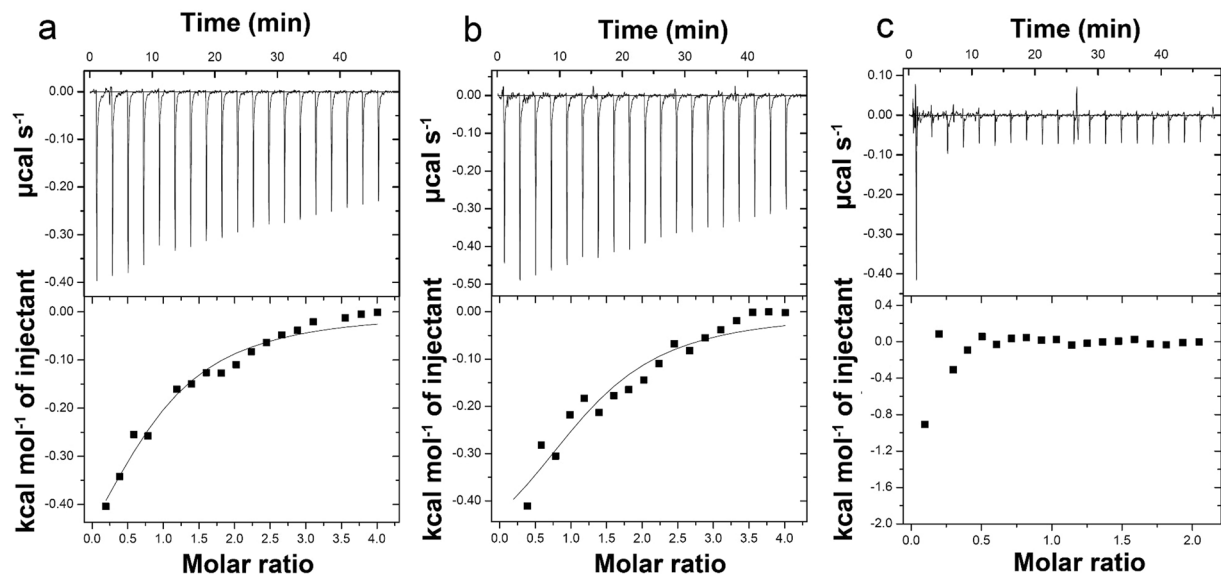 a
Time (min)
0 10 20 30 40
0.00
-0.10
-0.20
-0.30
-0.40
µcal s⁻¹
0.00
-0.10
-0.20
-0.30
-0.40
kcal mol⁻¹ of injectant
0.0 0.5 1.0 1.5 2.0 2.5 3.0 3.5 4.0
Molar ratio
b
Time (min)
0 10 20 30 40
0.00
-0.10
-0.20
-0.30
-0.40
-0.50
µcal s⁻¹
0.00
-0.10
-0.20
-0.30
-0.40
kcal mol⁻¹ of injectant
0.0 0.5 1.0 1.5 2.0 2.5 3.0 3.5 4.0
Molar ratio
c
Time (min)
0 10 20 30 40
0.10
0.00
-0.10
-0.20
-0.30
-0.40
µcal s⁻¹
0.4
0.0
-0.4
-0.8
-1.2
-1.6
-2.0
kcal mol⁻¹ of injectant
0.0 0.5 1.0 1.5 2.0
Molar ratio